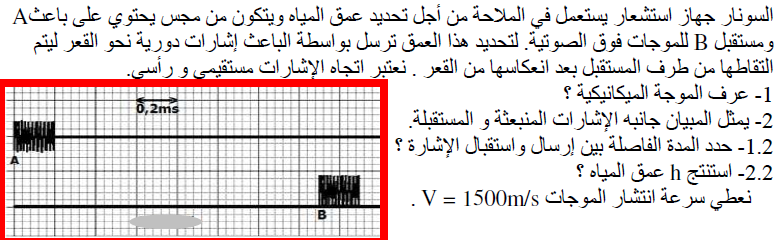 السونار جهاز استشعار يستعمل في الملاحة من أجل تحديد عمق المياه ويتكون من مجس يحتوي على باعث A
ومستقبل B للموجات فوق الصوتية. لتحديد هذا العمق ترسل بواسطة الباعث إشارات دورية نحو القعر ليتم
التقاطها من طرف المستقبل بعد انعكاسها من القعر . نعتبر اتجاه الإشارات مستقيمي و رأسي.
1- عرف الموجة الميكانيكية ؟
2- يمثل المبيان جانبه الإشارات المنبعثة و المستقبلة.
1.2- حدد المدة الفاصلة بين إرسال واستقبال الإشارة ؟
2.2- استنتج h عمق المياه ؟
نعطي سرعة انتشار الموجات V = 1500m/s .
0,2ms
A
B